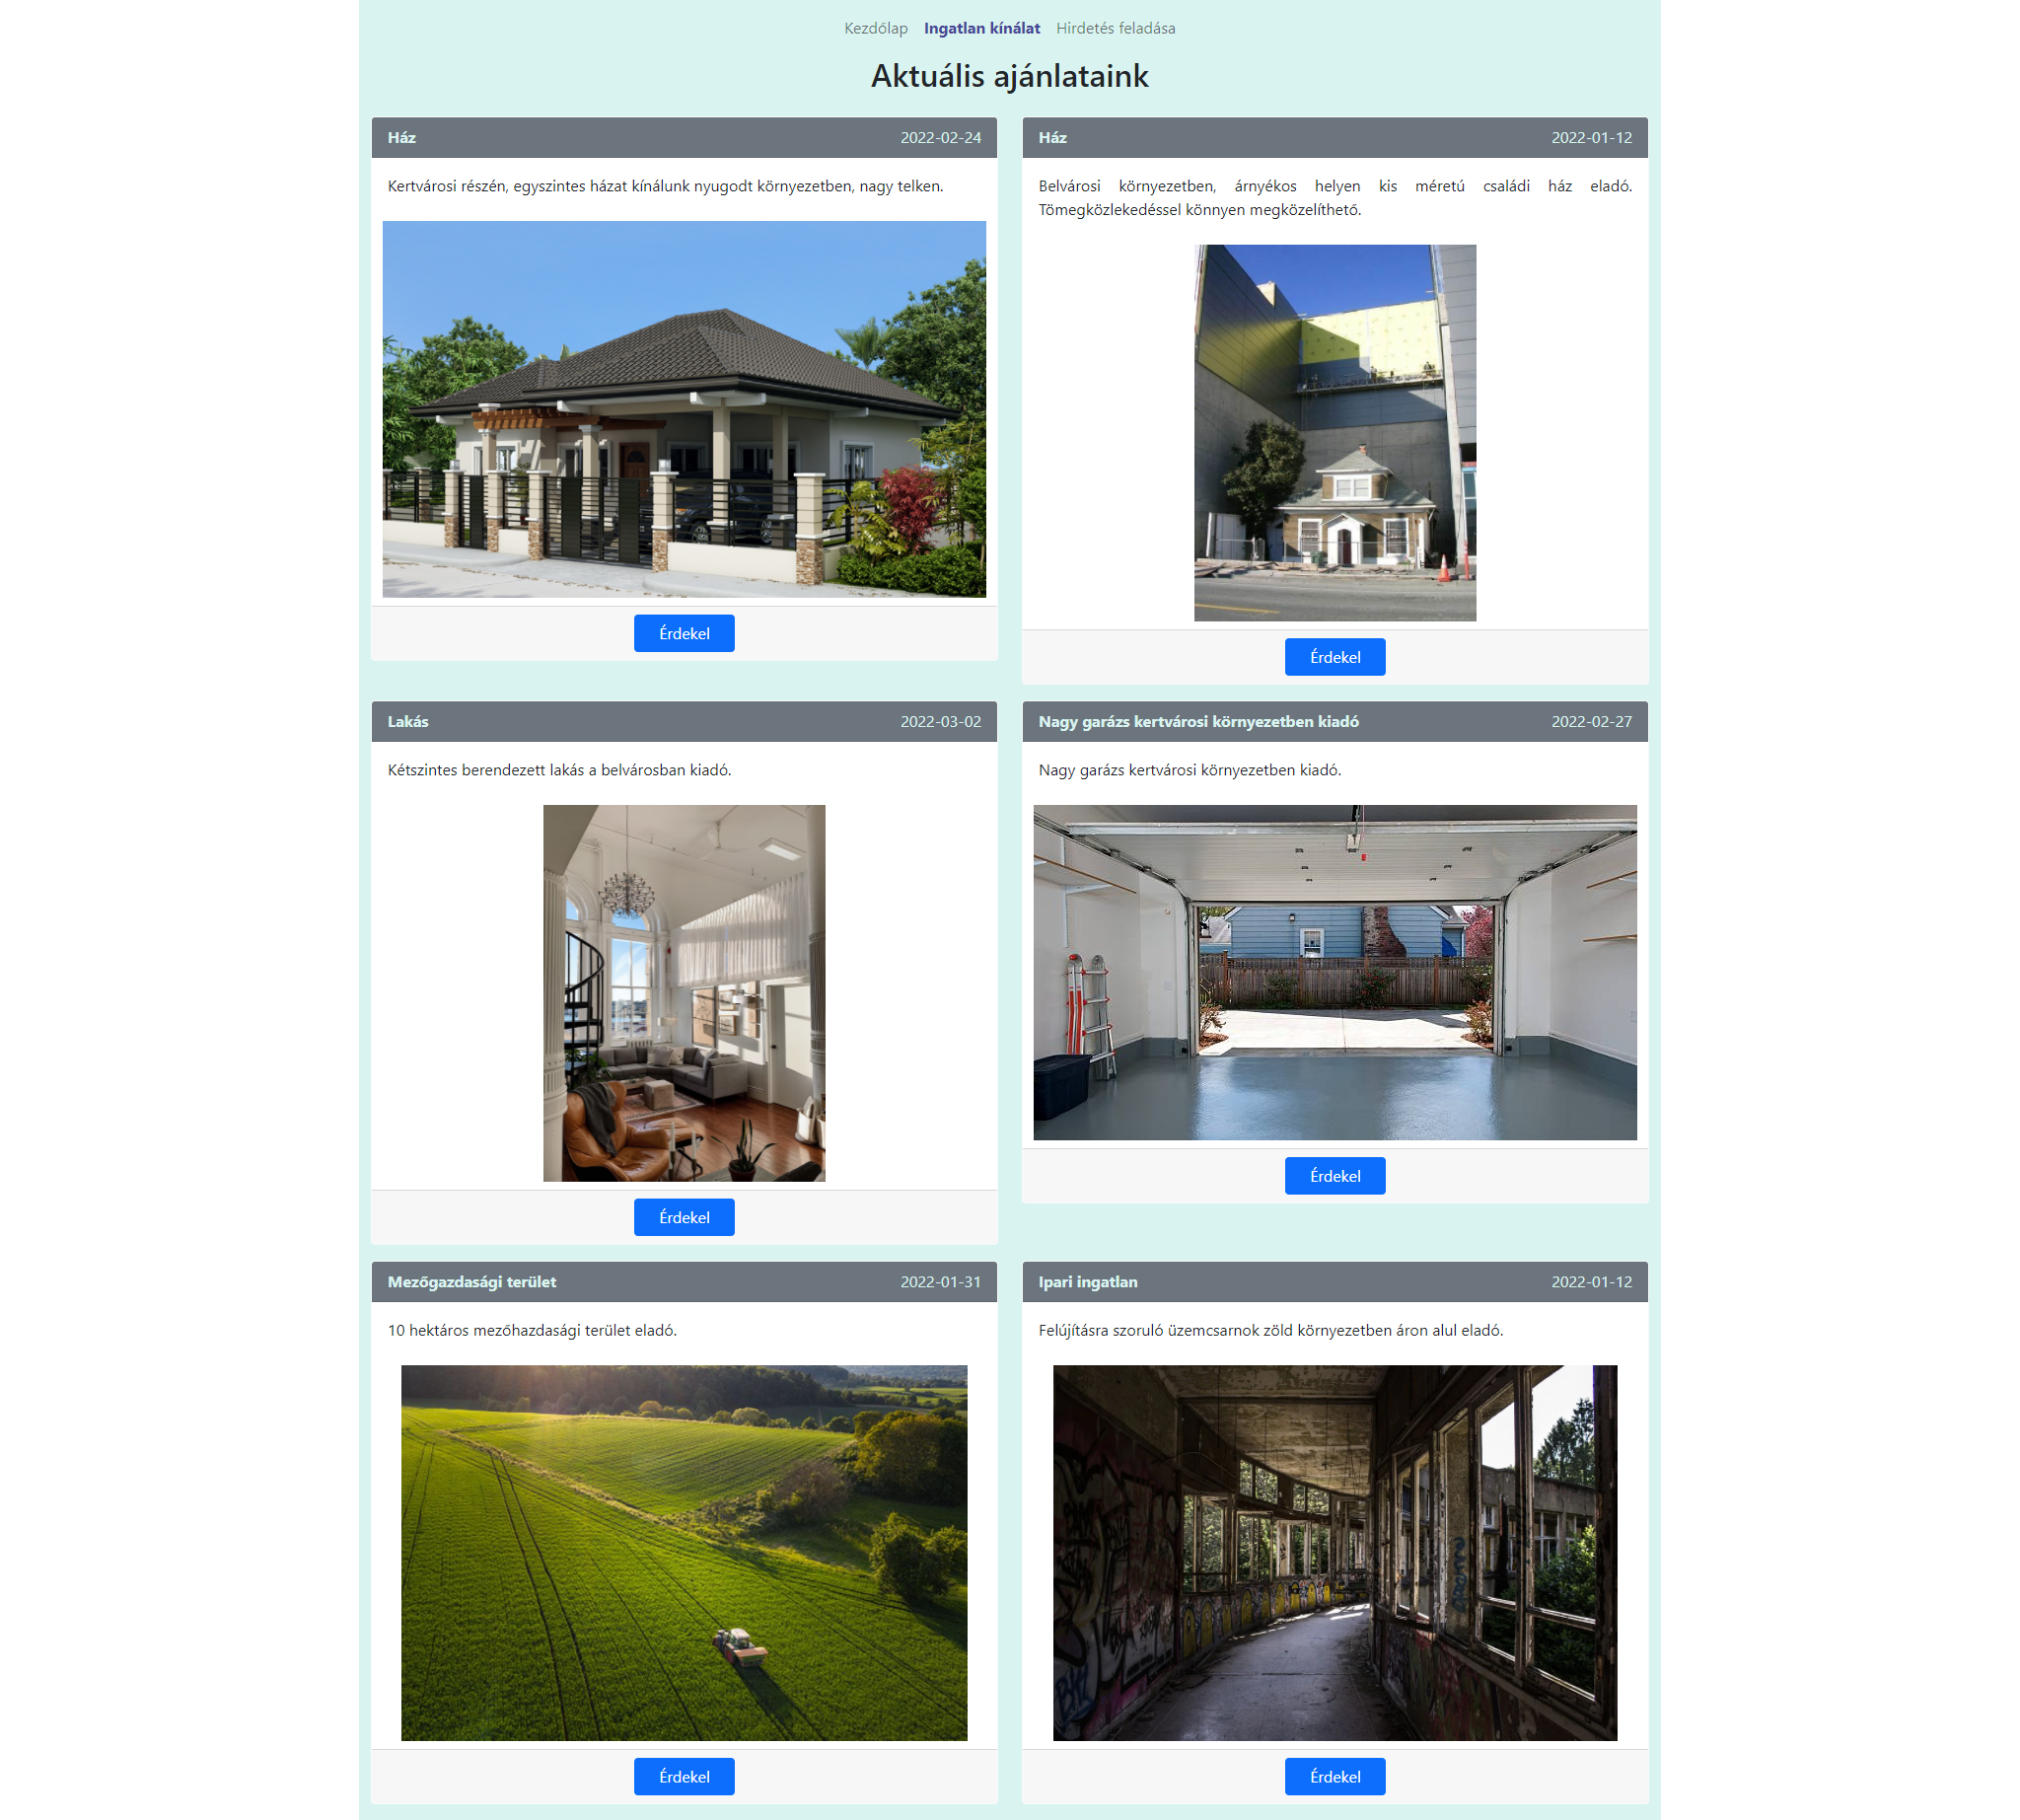 Kezdőlap Ingatlan kínálat Hirdetés feladása
Aktuális ajánlataink
Ház 2022-02-24
Kertvárosi részén, egyszintes házat kínálunk nyugodt környezetben, nagy telken.
Érdekel
Ház 2022-01-12
Belvárosi környezetben, árnyékos helyen kis méretú családi ház eladó.
Tömegközlekedéssel könnyen megközelíthető.
Érdekel
Lakás 2022-03-02
Kétszintes berendezett lakás a belvárosban kiadó.
Érdekel
Nagy garázs kertvárosi környezetben kiadó 2022-02-27
Nagy garázs kertvárosi környezetben kiadó.
Érdekel
Mezőgazdasági terület 2022-01-31
10 hektáros mezőhazdasági terület eladó.
Érdekel
Ipari ingatlan 2022-01-12
Felújításra szoruló üzemcsarnok zöld környezetben áron alul eladó.
Érdekel